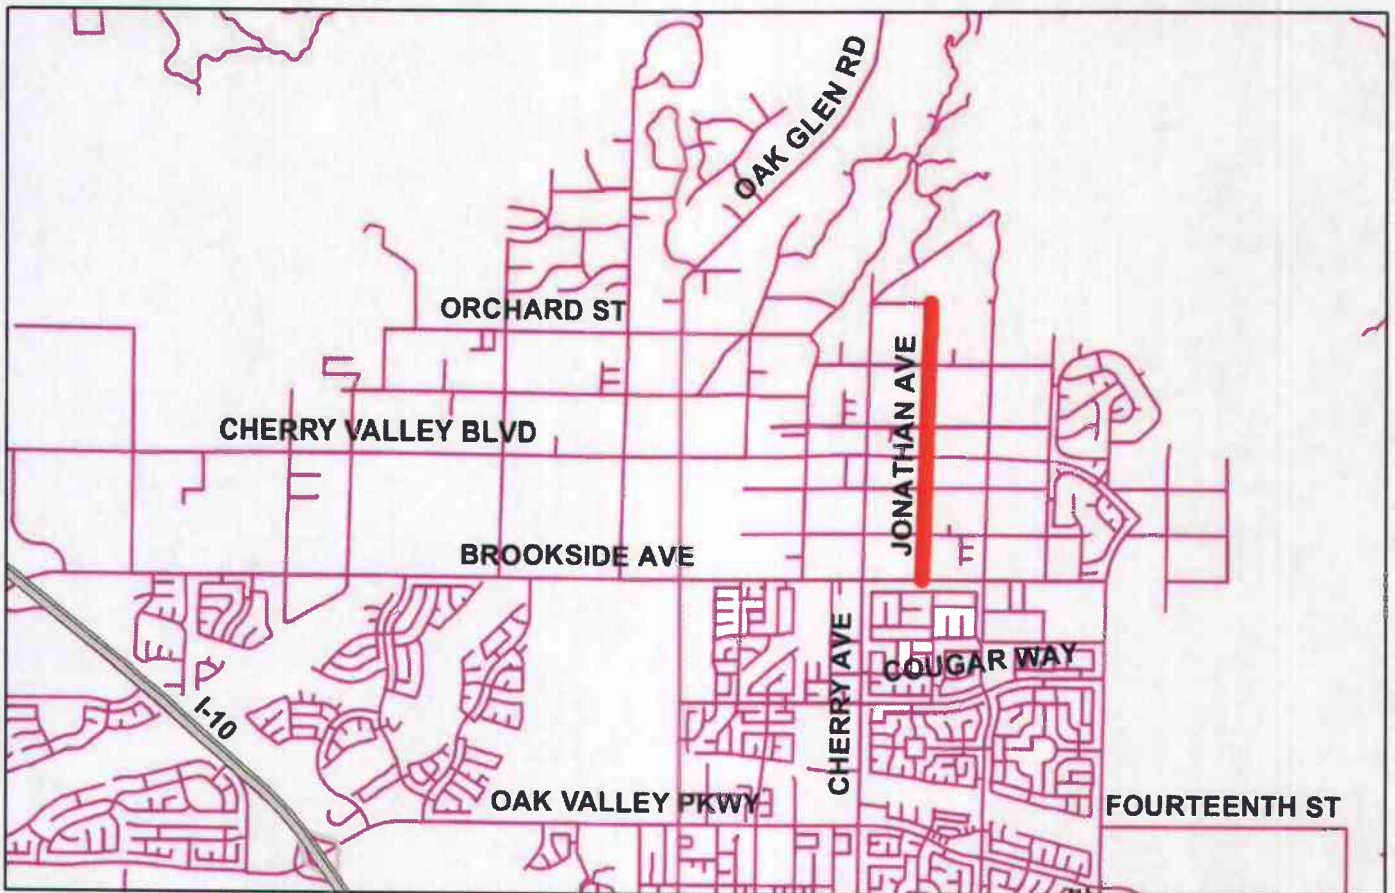 OAK GLEN RD
ORCHARD ST
JONATHAN AVE
CHERRY VALLEY BLVD
BROOKSIDE AVE
CHERRY AVE
COUGAR WAY
I-10
OAK VALLEY PKWY
FOURTEENTH ST